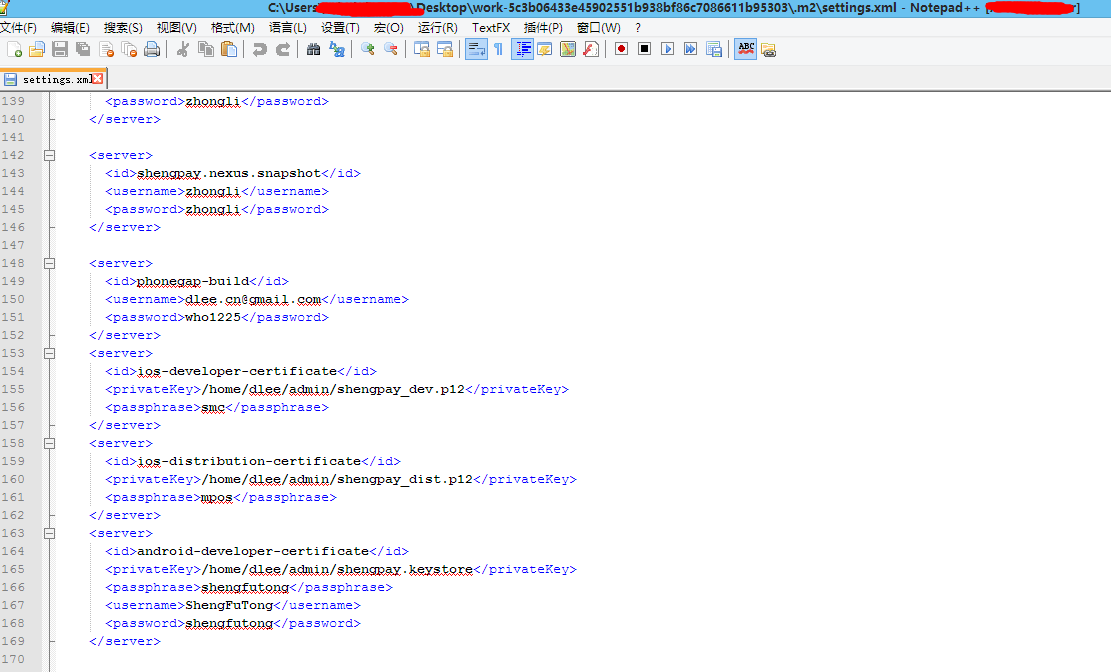 C:\Users\Desktop\work-5c3b06433e45902551b938bf86c7086611b95303\.m2\settings.xml - Notepad++ [ r]
文件(F) 编辑(E) 搜索(S) 视图(V) 格式(M) 语言(L) 设置(T) 宏(O) 运行(R) TextFX 插件(P) 窗口(W) ?
ABC
settings.xml
139 <password>zhongli</password>
140 </server>
141
142 <server>
143 <id>shengpay.nexus.snapshot</id>
144 <username>zhongli</username>
145 <password>zhongli</password>
146 </server>
147
148 <server>
149 <id>phonegap-build</id>
150 <username>dlee.cn@gmail.com</username>
151 <password>who1225</password>
152 </server>
153 <server>
154 <id>ios-developer-certificate</id>
155 <privateKey>/home/dlee/admin/shengpay_dev.p12</privateKey>
156 <passphrase>smc</passphrase>
157 </server>
158 <server>
159 <id>ios-distribution-certificate</id>
160 <privateKey>/home/dlee/admin/shengpay_dist.p12</privateKey>
161 <passphrase>mpos</passphrase>
162 </server>
163 <server>
164 <id>android-developer-certificate</id>
165 <privateKey>/home/dlee/admin/shengpay.keystore</privateKey>
166 <passphrase>shengfutong</passphrase>
167 <username>ShengFuTong</username>
168 <password>shengfutong</password>
169 </server>
170